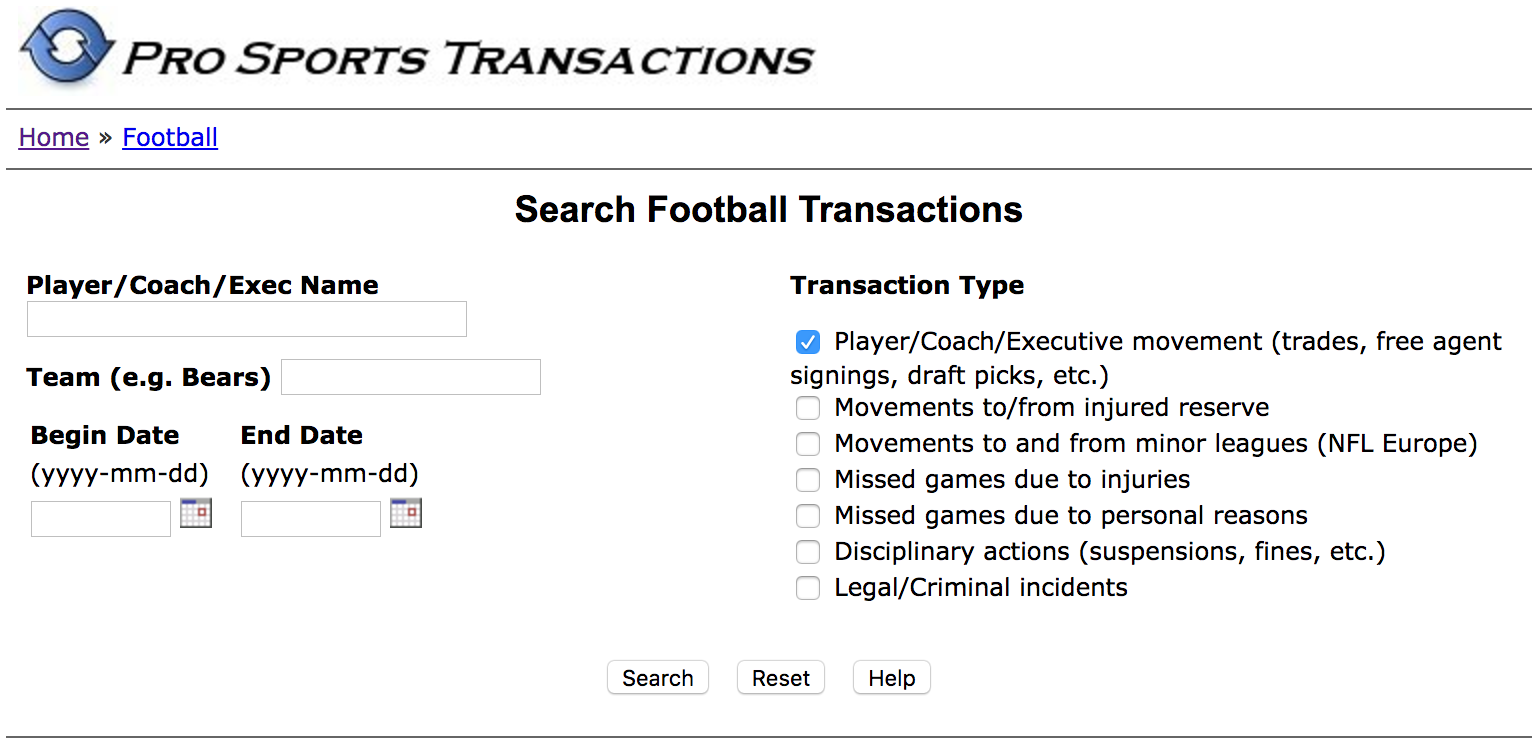 PRO SPORTS TRANSACTIONS
Home » Football
Search Football Transactions
Player/Coach/Exec Name
Team (e.g. Bears)
Begin Date End Date
(yyyy-mm-dd) (yyyy-mm-dd)
Transaction Type
Player/Coach/Executive movement (trades, free agent
signings, draft picks, etc.)
Movements to/from injured reserve
Movements to and from minor leagues (NFL Europe)
Missed games due to injuries
Missed games due to personal reasons
Disciplinary actions (suspensions, fines, etc.)
Legal/Criminal incidents
Search Reset Help